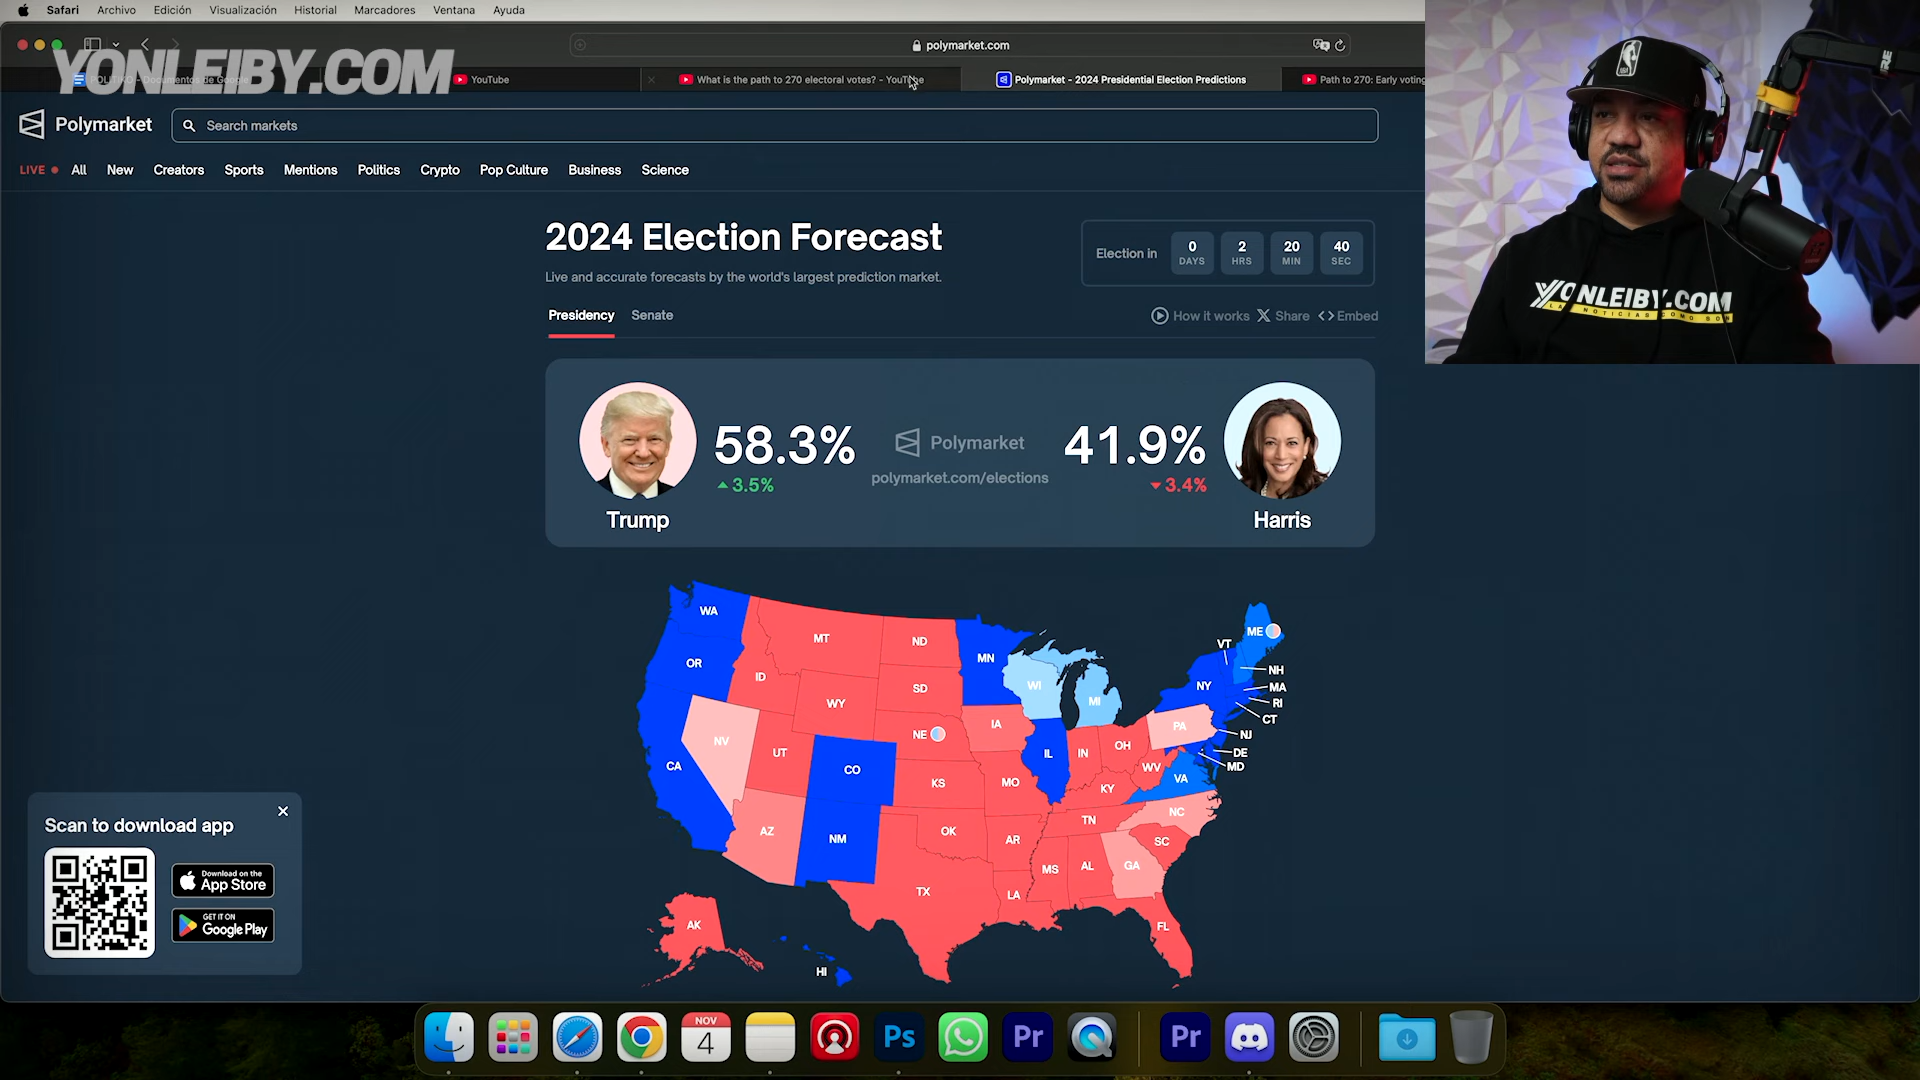 Safari Archivo Edición Visualización Historial Marcadores Ventana Ayuda
polymarket.com
YONLEIBY.COM
YouTube
What is the path to 270 electoral votes? - YouTube
Polymarket - 2024 Presidential Election Predictions
Path to 270: Early voting
Polymarket
Search markets
LIVE All New Creators Sports Mentions Politics Crypto Pop Culture Business Science
2024 Election Forecast
Live and accurate forecasts by the world's largest prediction market.
Election in
0 DAYS
2 HRS
20 MIN
40 SEC
Presidency Senate
How it works Share Embed
58.3%
3.5%
Trump
Polymarket
polymarket.com/elections
41.9%
3.4%
Harris
YONLEIBY.COM
LAS NOTICIAS COMO SON
NBA
WA
MT
ND
MN
ME
VT
OR
ID
SD
WI
NH
NY
MA
WY
MI
RI
IA
CT
PA
NE
NJ
NV
UT
OH
IL
IN
DE
CA
CO
MD
WV
VA
KS
MO
KY
NC
TN
AZ
NM
OK
AR
SC
MS
AL
GA
TX
LA
AK
FL
HI
Scan to download app
Download on the
App Store
GET IT ON
Google Play
NOV
4
Ps
Pr
Pr